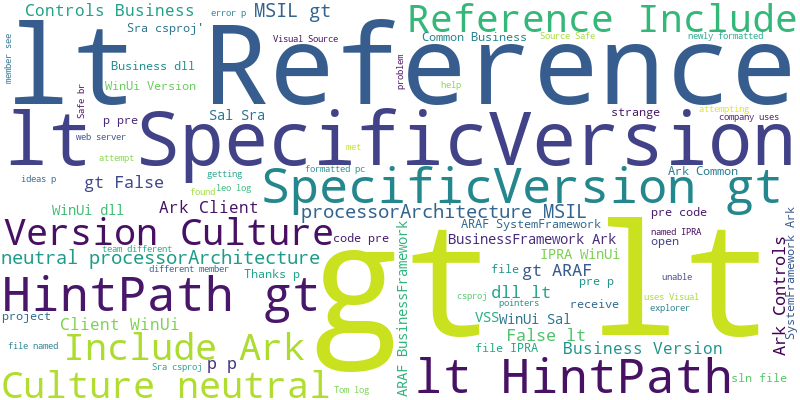 Controls Business
error p
MSIL gt
Reference Include
Sra csproj'
member see
lt Reference
Visual Source
Common Business
Source Safe
newly formatted
Business dll
WinUi Version
Safe br
problem
help
attempting
lt SpecificVersion
p pre
Sal Sra
strange
company uses
web server
attempt
met
ideas p
gt False
getting
leo log
found
formatted pc
SpecificVersion gt
Ark Common
WinUi dll
Ark Client
processorArchitecture MSIL
pre code
Version Culture
code pre
ARAF SystemFramework
named IPRA
open
BusinessFramework Ark
team different
neutral processorArchitecture
different member
Thanks p
gt lt
IPRA WinUi
file
gt ARAF
pre p
unable
HintPath gt
csproj
dll lt
pointers
receive
uses Visual
explorer
project
Client WinUi
VSS
WinUi Sal
False lt
file named
Include Ark
file IPRA
Business Version
Sra csproj
p p
ARAF BusinessFramework
Ark Controls
SystemFramework Ark
Culture neutral
Tom log
lt HintPath
sln file